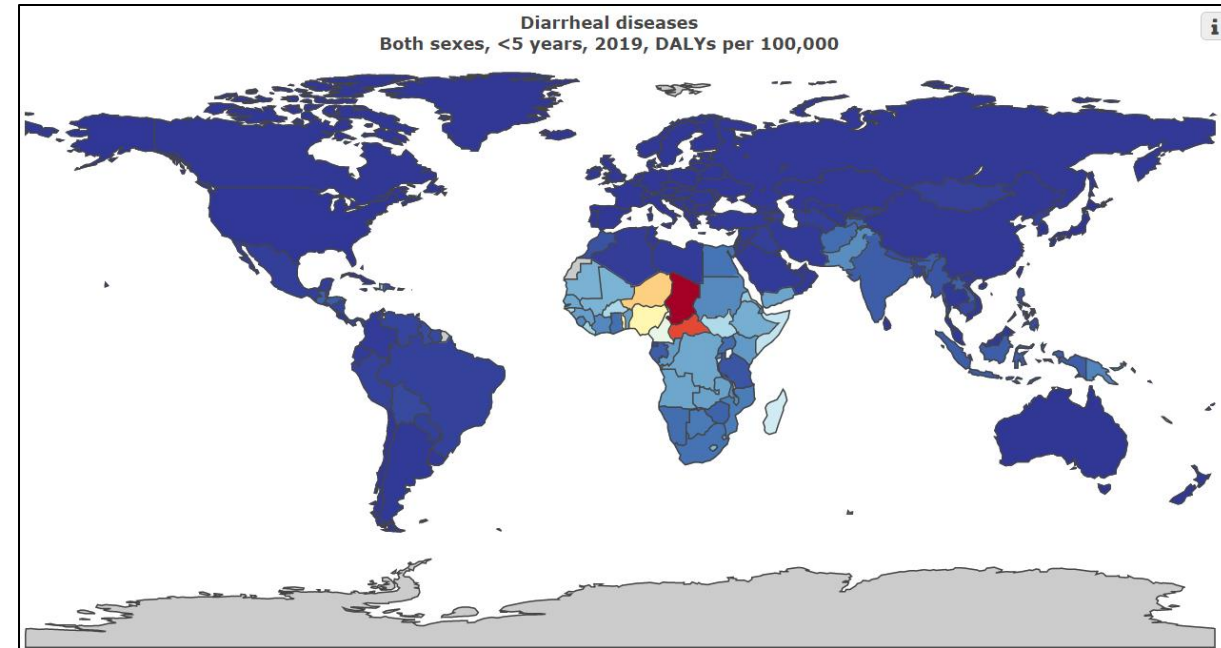 Diarrheal diseases
Both sexes, <5 years, 2019, DALYs per 100,000
i